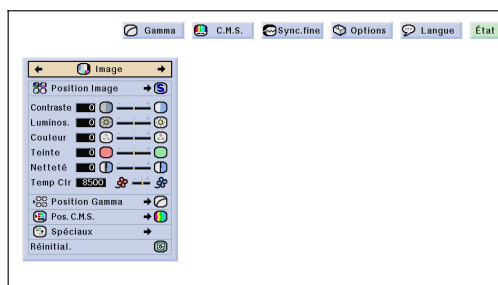 Gamma C.M.S. Sync.fine Options Langue État
Image
Position Image S
Contraste 0
Luminos. 0
Couleur 0
Teinte 0
Netteté 0
Temp Clr 8500
Position Gamma
Pos. C.M.S.
Spéciaux
Réinitial.